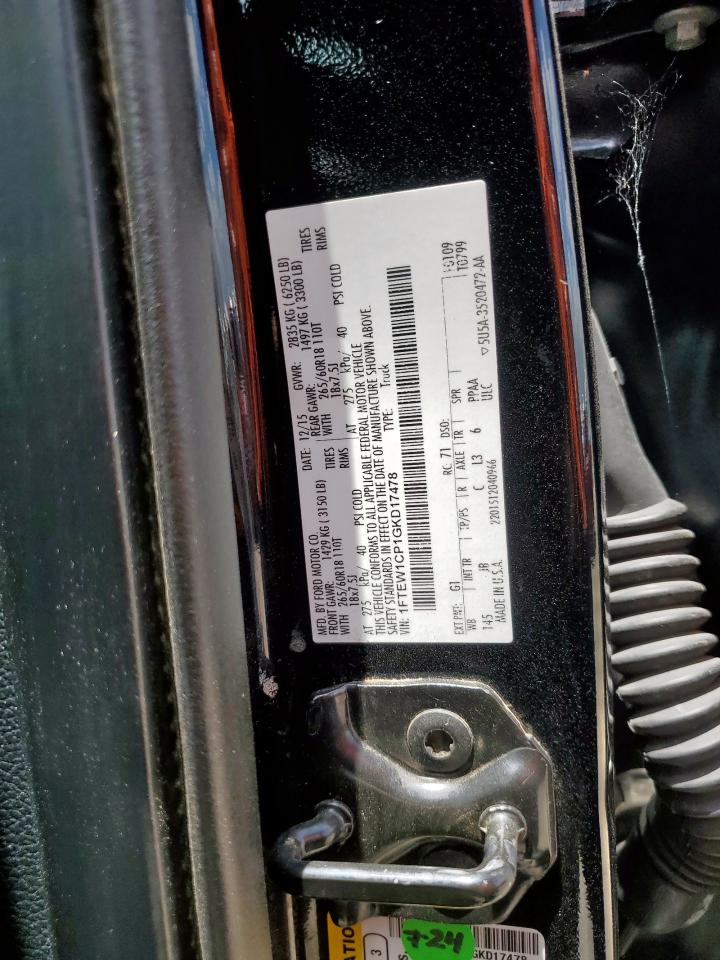 MFD. BY FORD MOTOR CO. DATE: 12/15 GVWR: 2835 KG ( 6250 LB)
FRONT GAWR: 1429 KG ( 3150 LB) REAR GAWR: 1497 KG ( 3300 LB)
WITH 265/60R18 110T TIRES WITH 265/60R18 110T TIRES
18x7.5J RIMS 18x7.5J RIMS
AT 275 kPa/ 40 PSI COLD AT 275 kPa/ 40 PSI COLD
THIS VEHICLE CONFORMS TO ALL APPLICABLE FEDERAL MOTOR VEHICLE
SAFETY STANDARDS IN EFFECT ON THE DATE OF MANUFACTURE SHOWN ABOVE.
VIN: 1FTEW1CP1GKD17478 TYPE: Truck
EXT PNT: G1 RC: 71 DSO:
WB INT TR TP/PS R AXLE TR SPR T0799
145 JB C L3 6 PPAA
ULC
MADE IN U.S.A. 2201512040966 ▽5U5A-3520472-AA
3
7-24
GKD17478